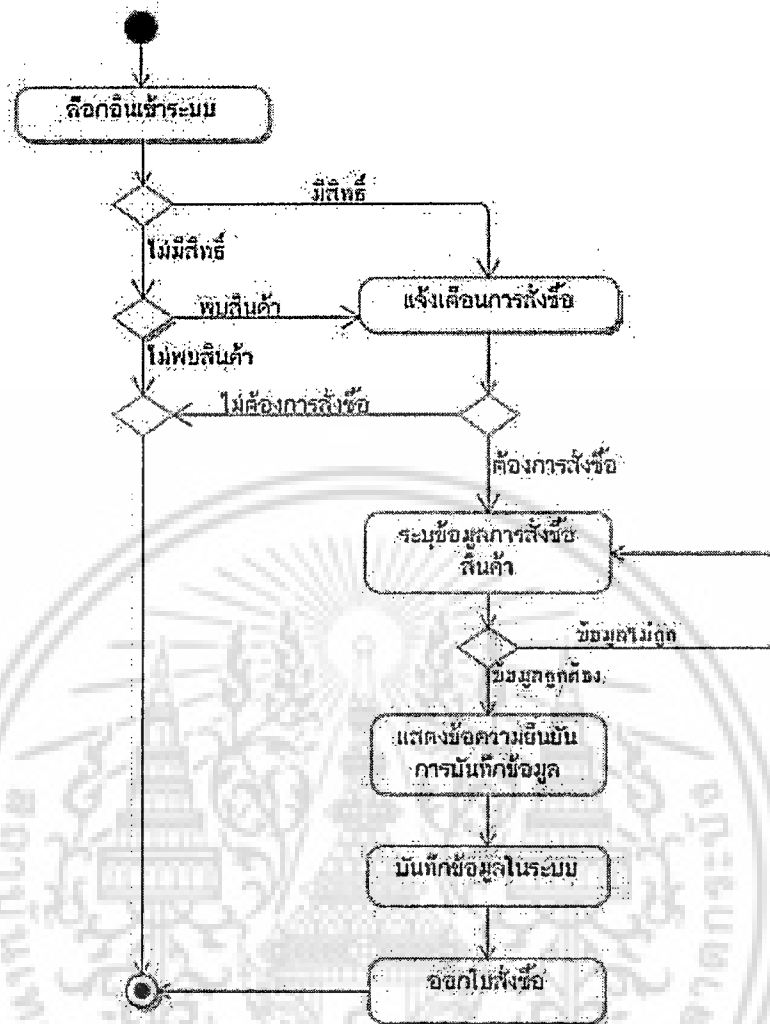 ล็อกอินเข้าระบบ
มีสิทธิ์
ไม่มีสิทธิ์
พบสินค้า
แจ้งเตือนการสั่งซื้อ
ไม่พบสินค้า
ไม่ต้องการสั่งซื้อ
ต้องการสั่งซื้อ
ระบุข้อมูลการสั่งซื้อ
สินค้า
ข้อมูลไม่ถูก
ข้อมูลถูกต้อง
แสดงข้อความยืนยัน
การบันทึกข้อมูล
บันทึกข้อมูลในระบบ
ออกใบสั่งซื้อ